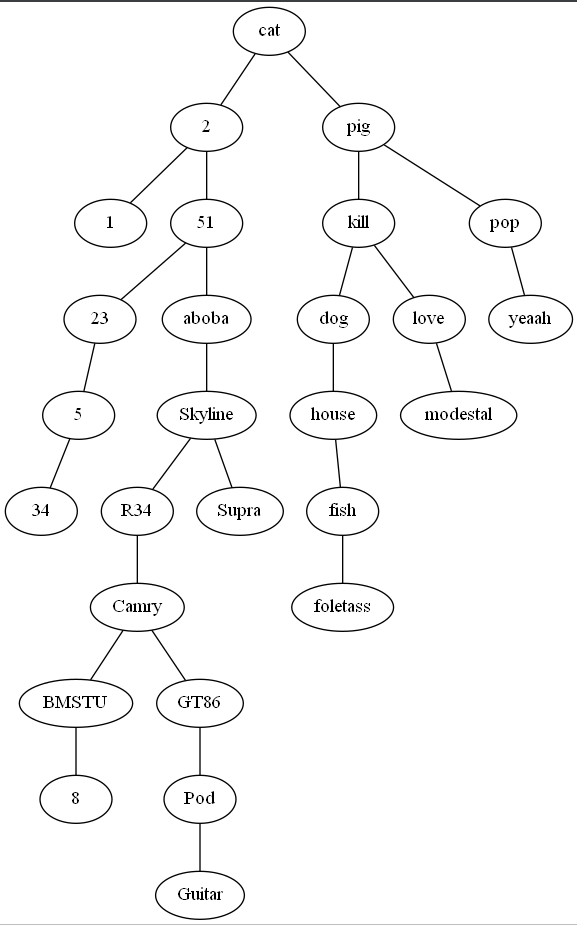 cat
2
pig
1
51
kill
pop
23
aboba
dog
love
yeaah
5
Skyline
house
modestal
34
R34
Supra
fish
Camry
foletass
BMSTU
GT86
8
Pod
Guitar